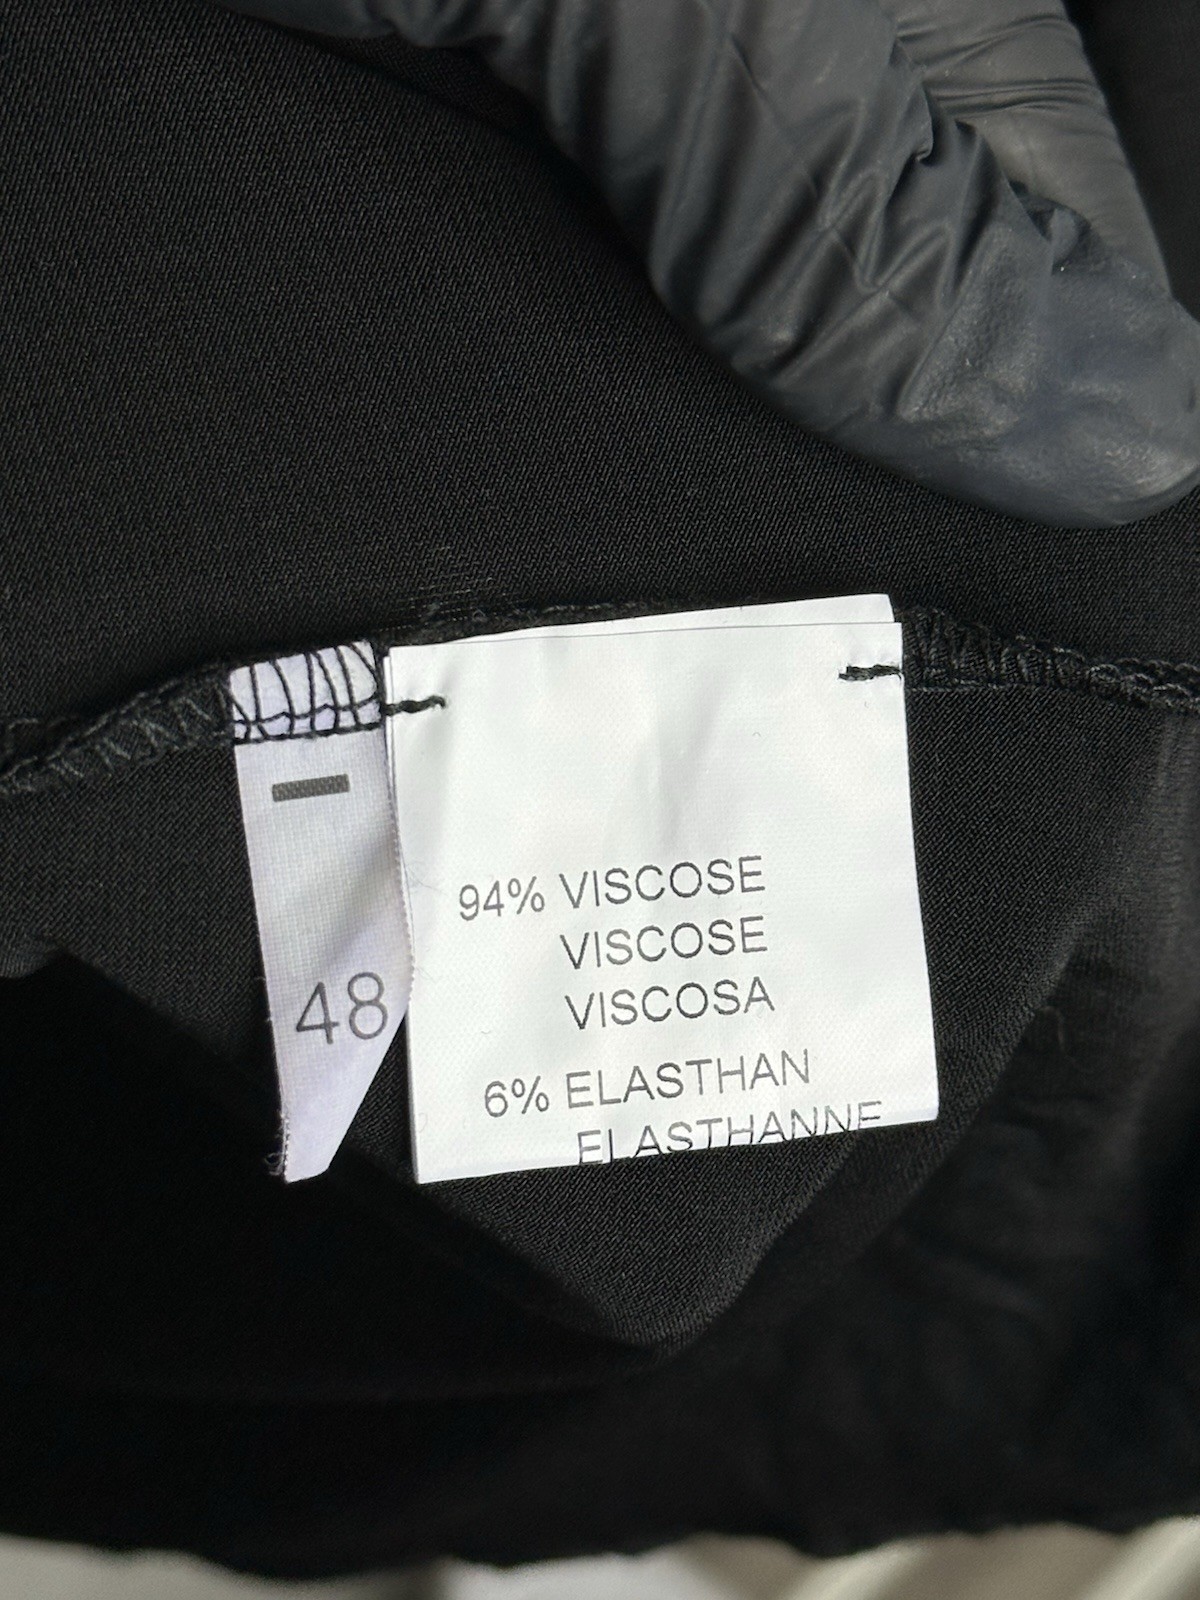 48
94% VISCOSE
VISCOSE
VISCOSA
6% ELASTHAN
ELASTHANNE